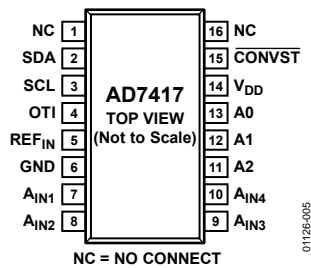 NC 1 16 NC
SDA 2 15 CONVST
SCL 3 14 VDD
OTI 4 AD7417 13 A0
REFIN 5 TOP VIEW 12 A1
(Not to Scale)
GND 6 11 A2
AIN1 7 10 AIN4
AIN2 8 9 AIN3
NC = NO CONNECT
01126-005